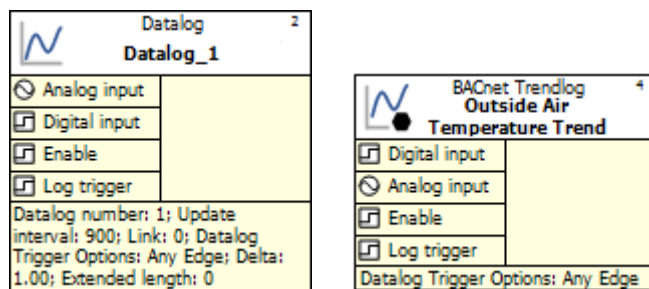 Datalog 2
Datalog_1
Analog input
Digital input
Enable
Log trigger
Datalog number: 1; Update
interval: 900; Link: 0; Datalog
Trigger Options: Any Edge; Delta:
1.00; Extended length: 0
BACnet Trendlog 4
Outside Air
Temperature Trend
Digital input
Analog input
Enable
Log trigger
Datalog Trigger Options: Any Edge